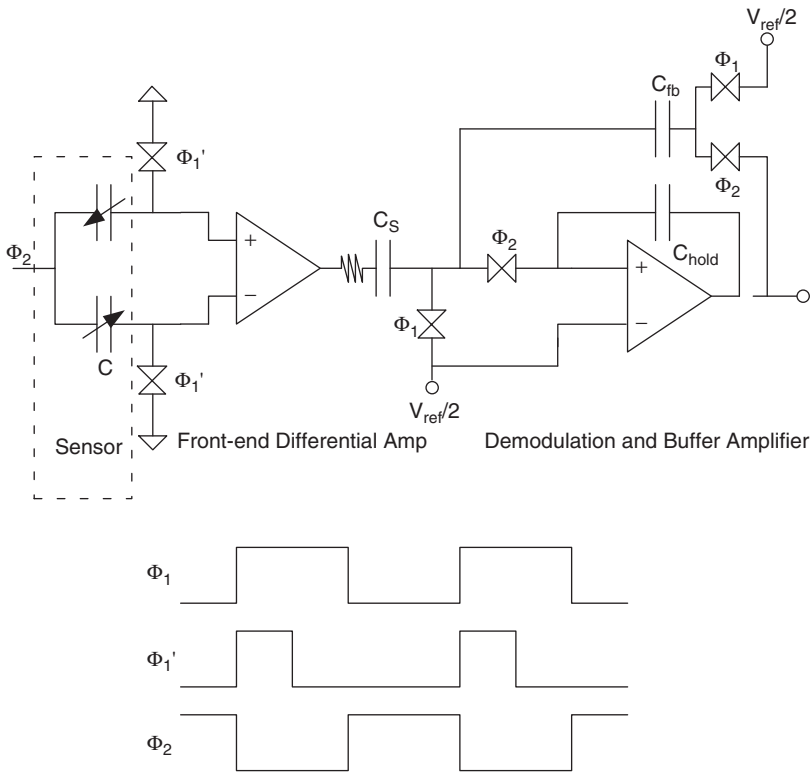 V_ref/2
Φ₁
C_fb
Φ₁'
Φ₂
C_S
Φ₂
C_hold
Φ₂
+
−
+
−
Φ₁
C
Φ₁'
V_ref/2
Sensor
Front-end Differential Amp
Demodulation and Buffer Amplifier
Φ₁
Φ₁'
Φ₂